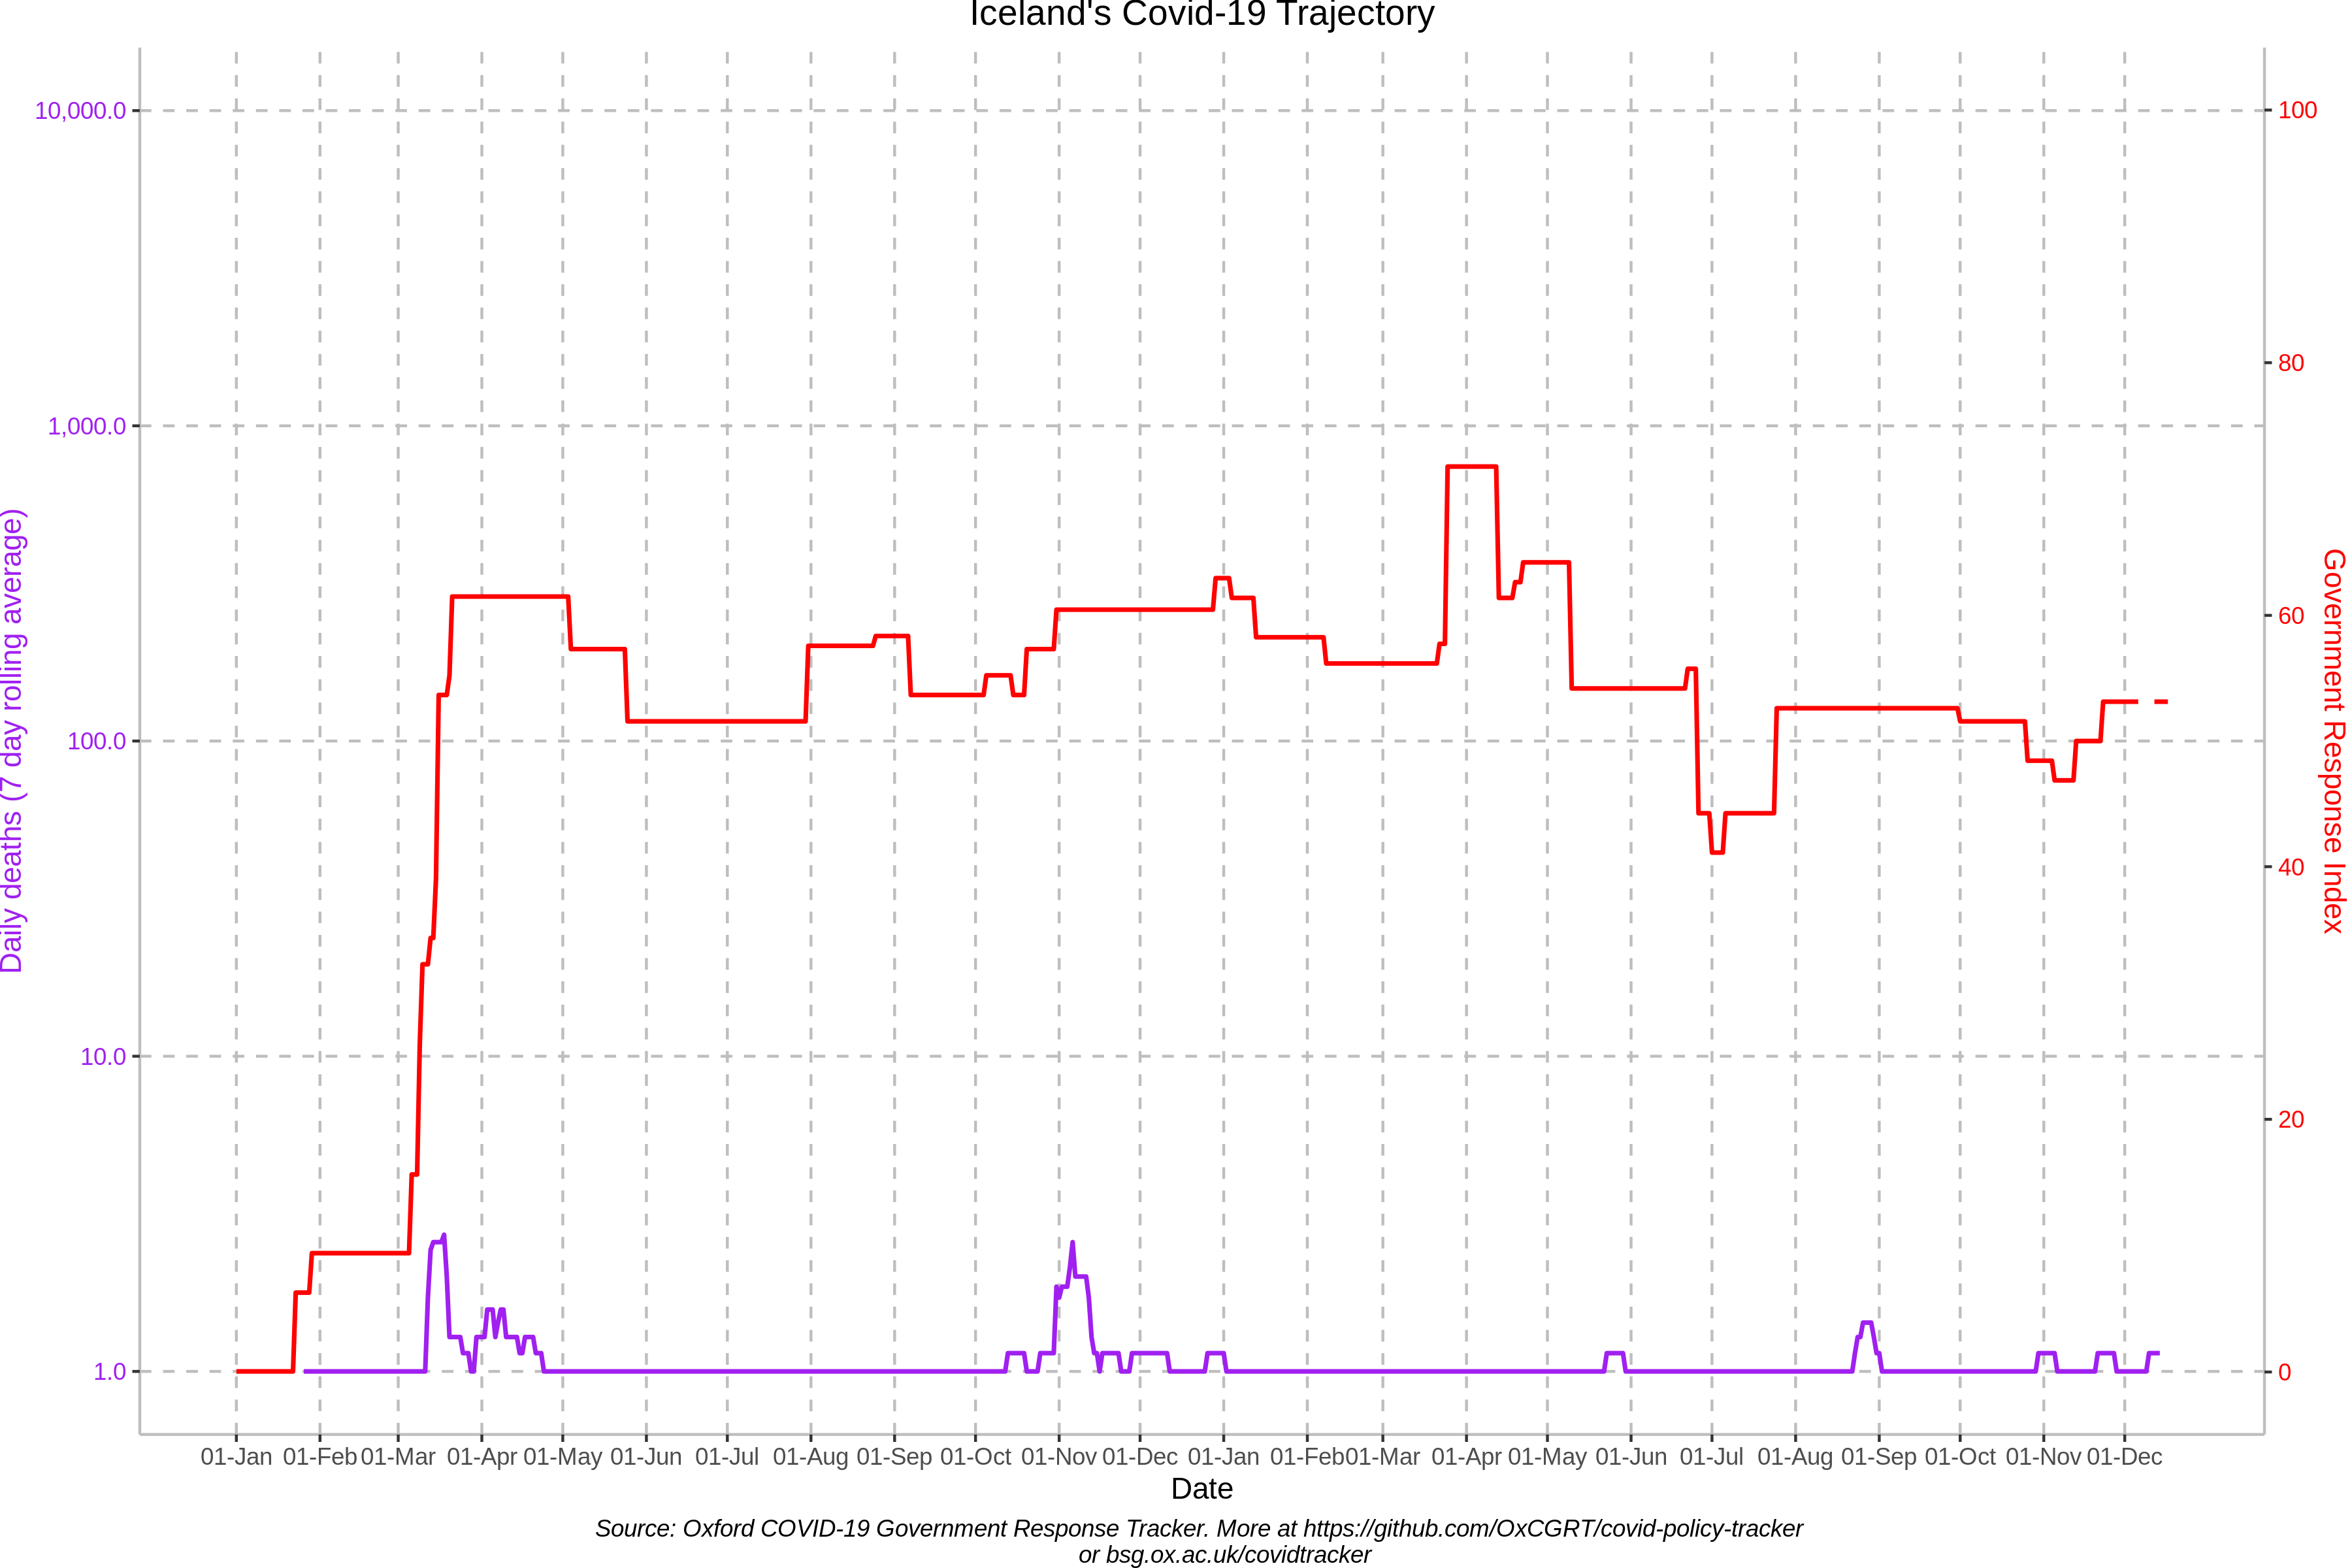 Iceland's Covid-19 Trajectory
10,000.0
1,000.0
100.0
10.0
1.0
Daily deaths (7 day rolling average)
100
80
60
40
20
0
Government Response Index
01-Jan 01-Feb 01-Mar 01-Apr 01-May 01-Jun 01-Jul 01-Aug 01-Sep 01-Oct 01-Nov 01-Dec 01-Jan 01-Feb 01-Mar 01-Apr 01-May 01-Jun 01-Jul 01-Aug 01-Sep 01-Oct 01-Nov 01-Dec
Date
Source: Oxford COVID-19 Government Response Tracker. More at https://github.com/OxCGRT/covid-policy-tracker
or bsg.ox.ac.uk/covidtracker